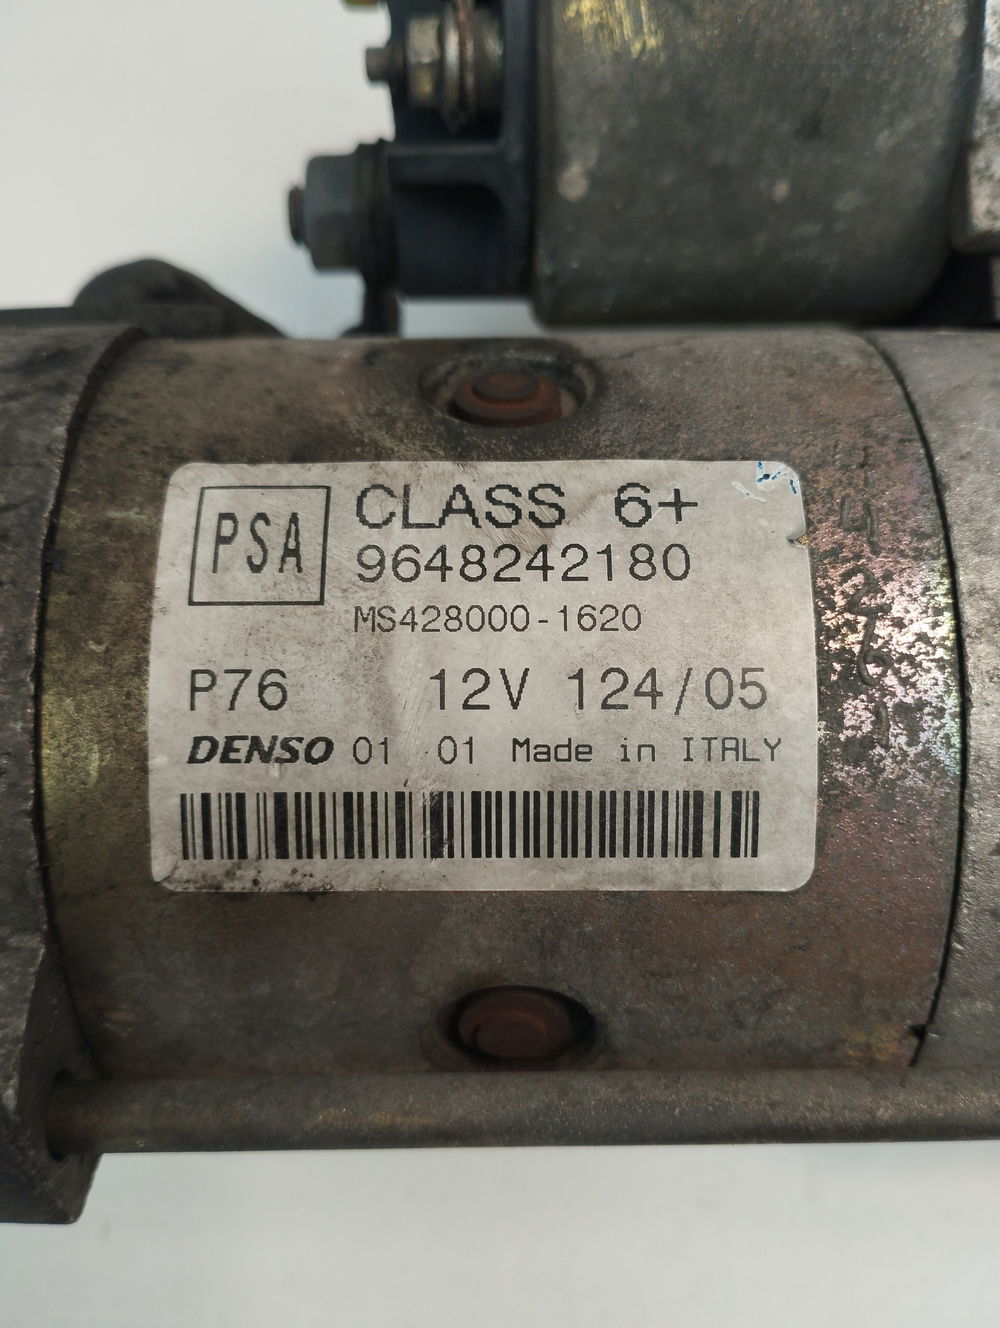 PSA
CLASS 6+
9648242180
MS428000-1620
P76 12V 124/05
DENSO 01 01 Made in ITALY